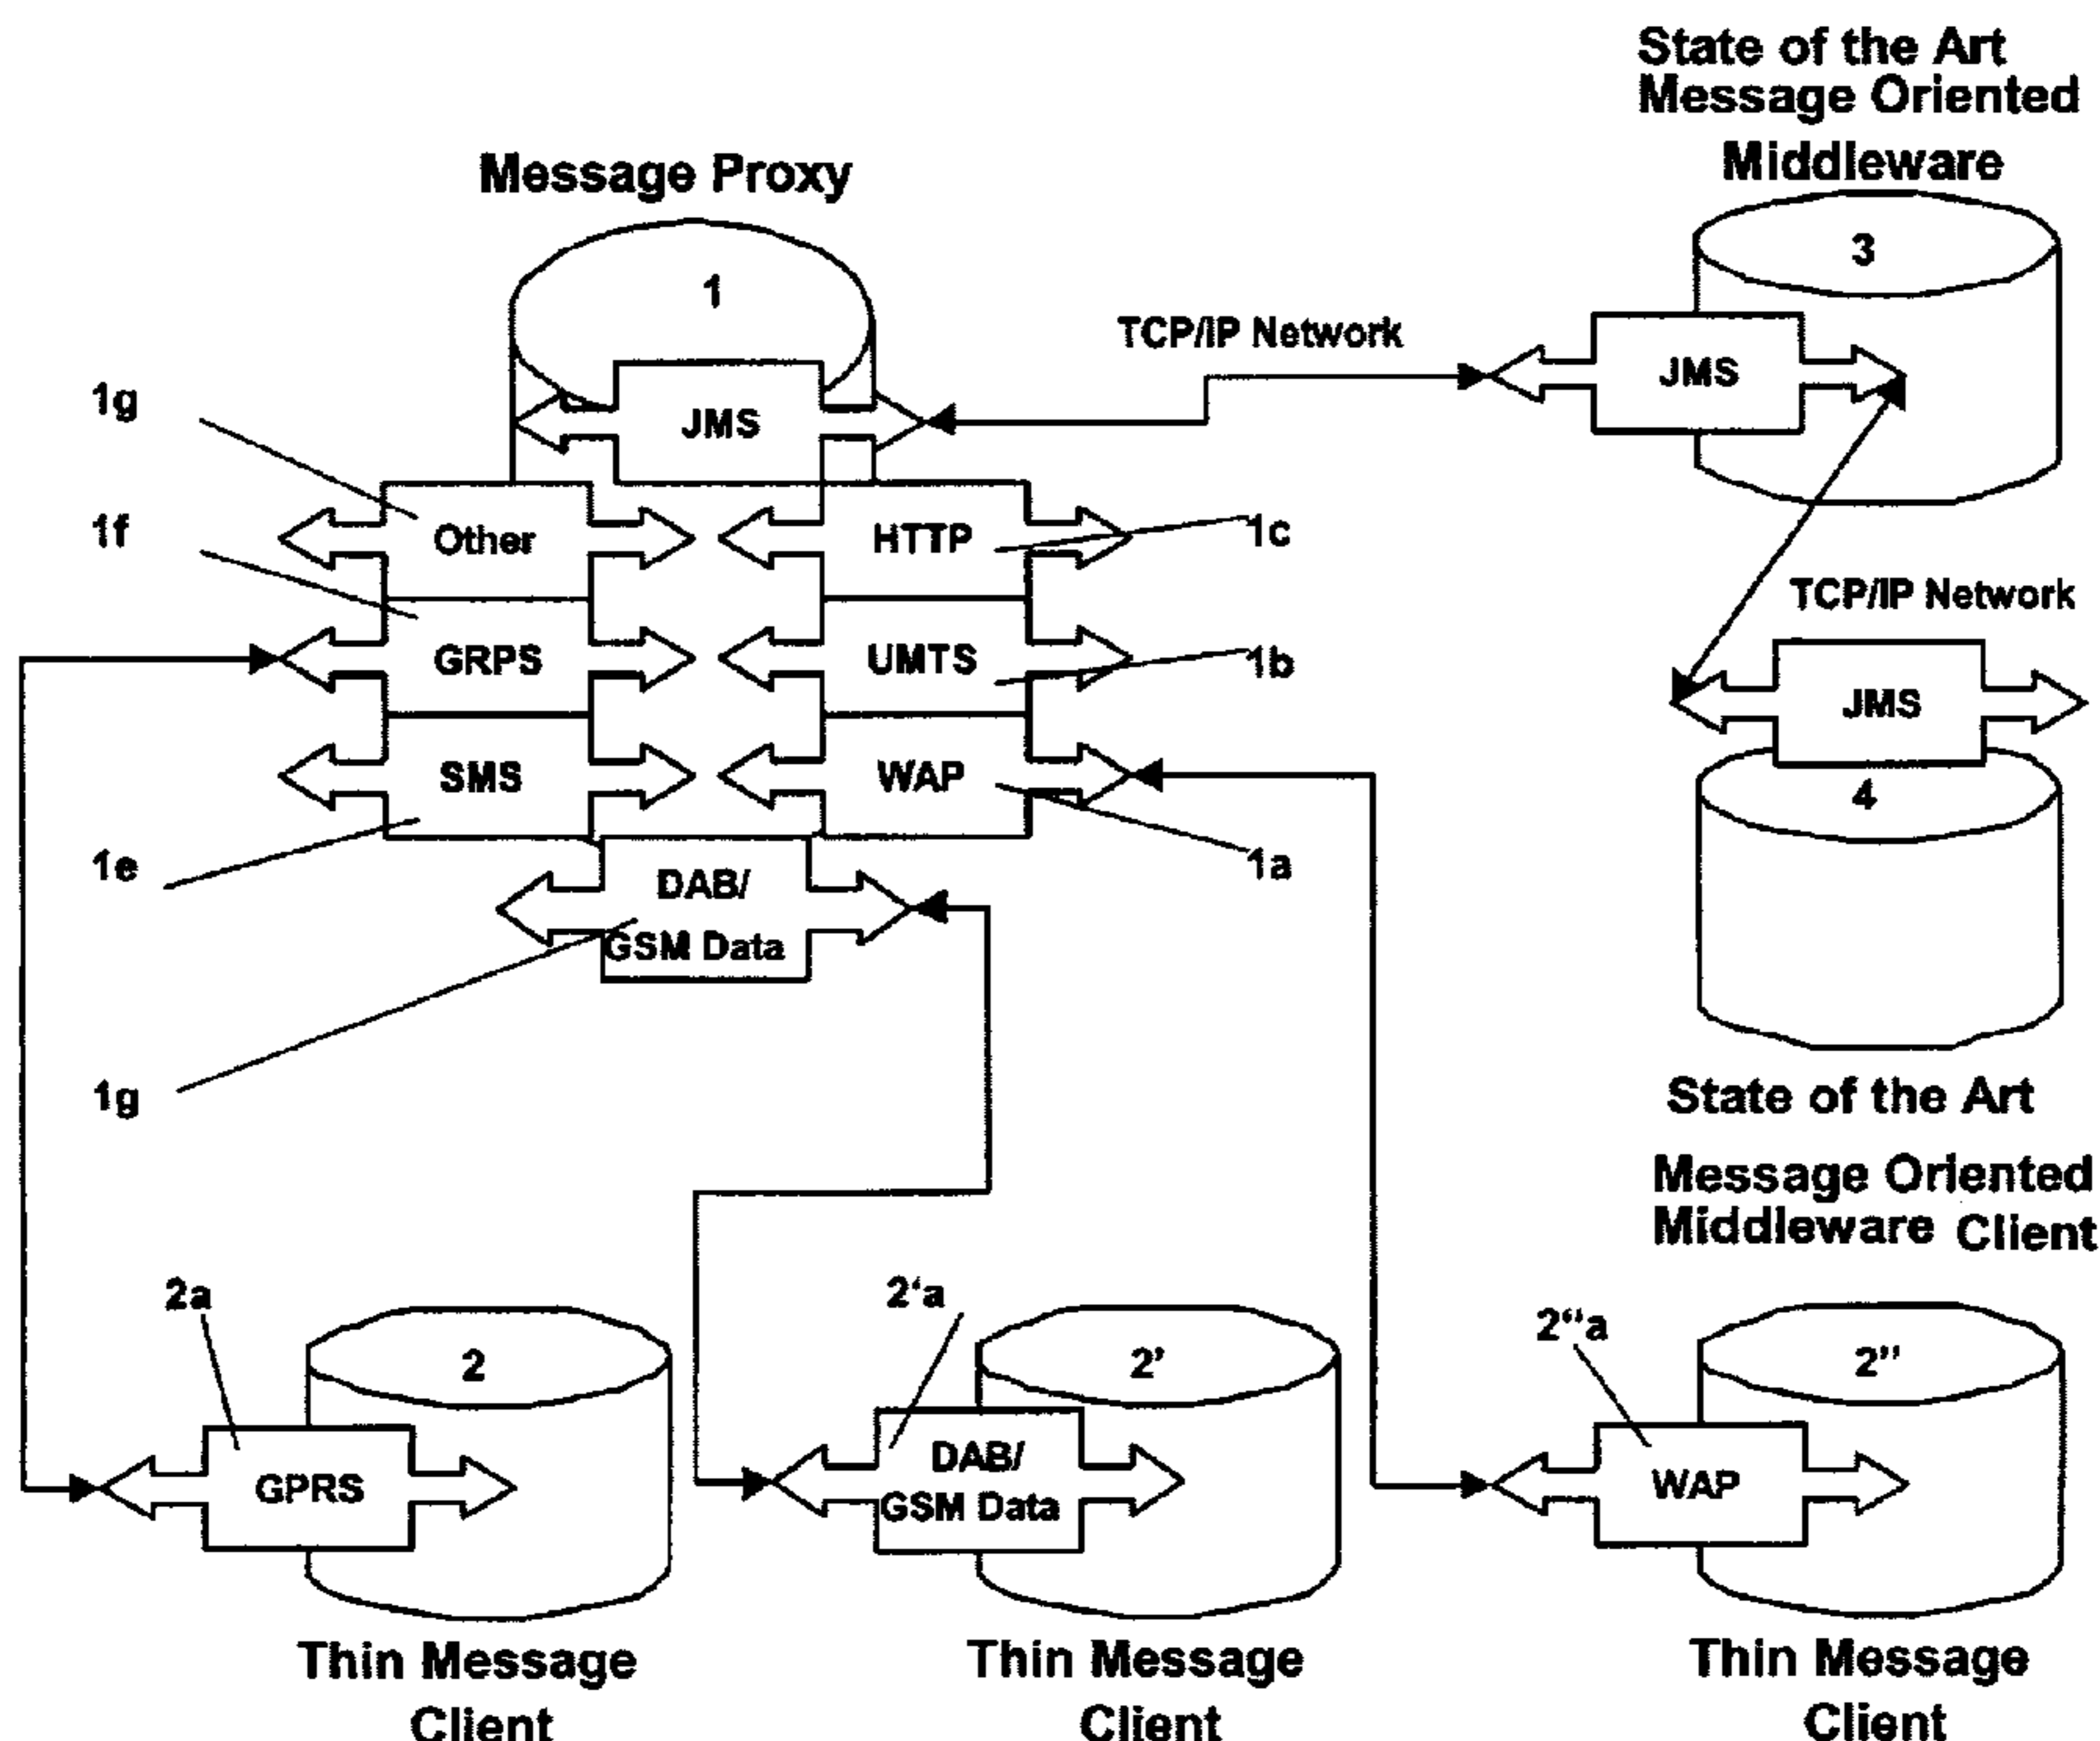 State of the Art
Message Oriented
Middleware
Message Proxy
3
1
TCP/IP Network
JMS
JMS
1g
Other
HTTP
1c
1f
TCP/IP Network
GRPS
UMTS
1b
JMS
SMS
WAP
4
1e
1a
DAB/
GSM Data
1g
State of the Art
Message Oriented
Middleware Client
2a
2'a
2"a
2
2'
2"
GPRS
DAB/
GSM Data
WAP
Thin Message
Client
Thin Message
Client
Thin Message
Client